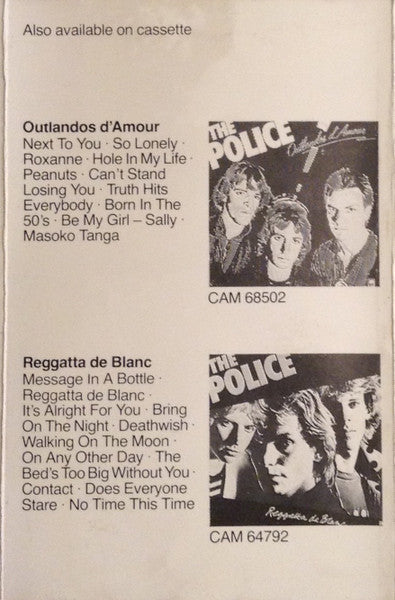 Also available on cassette
Outlandos d'Amour
Next To You · So Lonely ·
Roxanne · Hole In My Life ·
Peanuts · Can't Stand
Losing You · Truth Hits
Everybody · Born In The
50's · Be My Girl – Sally ·
Masoko Tanga
THE
POLICE
Outlandos d'Amour
CAM 68502
Reggatta de Blanc
Message In A Bottle ·
Reggatta de Blanc ·
It's Alright For You · Bring
On The Night · Deathwish ·
Walking On The Moon ·
On Any Other Day · The
Bed's Too Big Without You ·
Contact · Does Everyone
Stare · No Time This Time
THE
POLICE
Reggatta de Blanc
CAM 64792